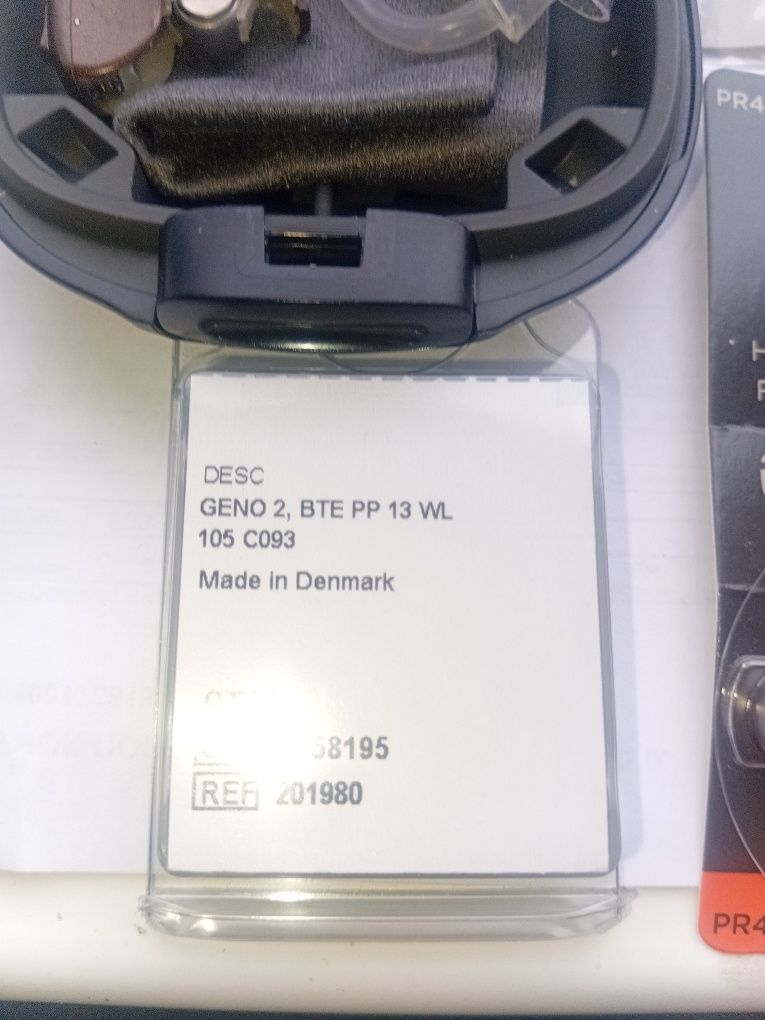 DESC
GENO 2, BTE PP 13 WL
105 C093
Made in Denmark
58195
REF 201980
PR4
PR4